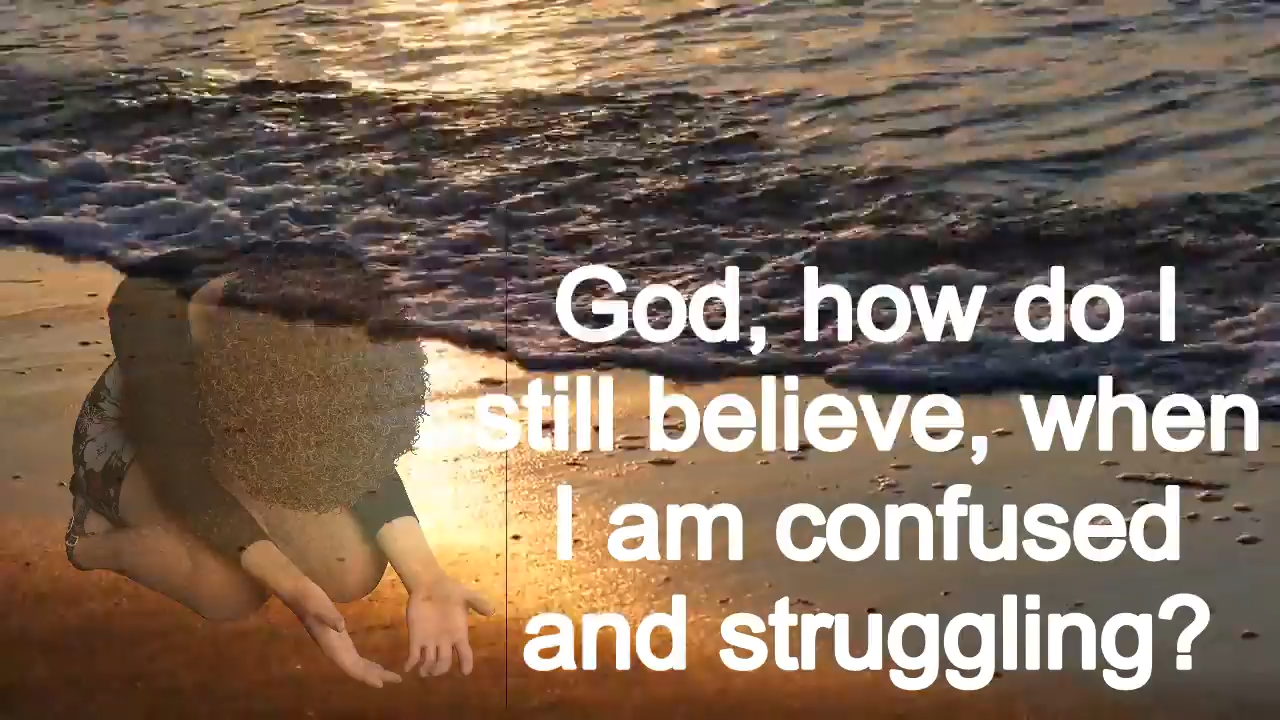 God, how do I
still believe, when
I am confused
and struggling?